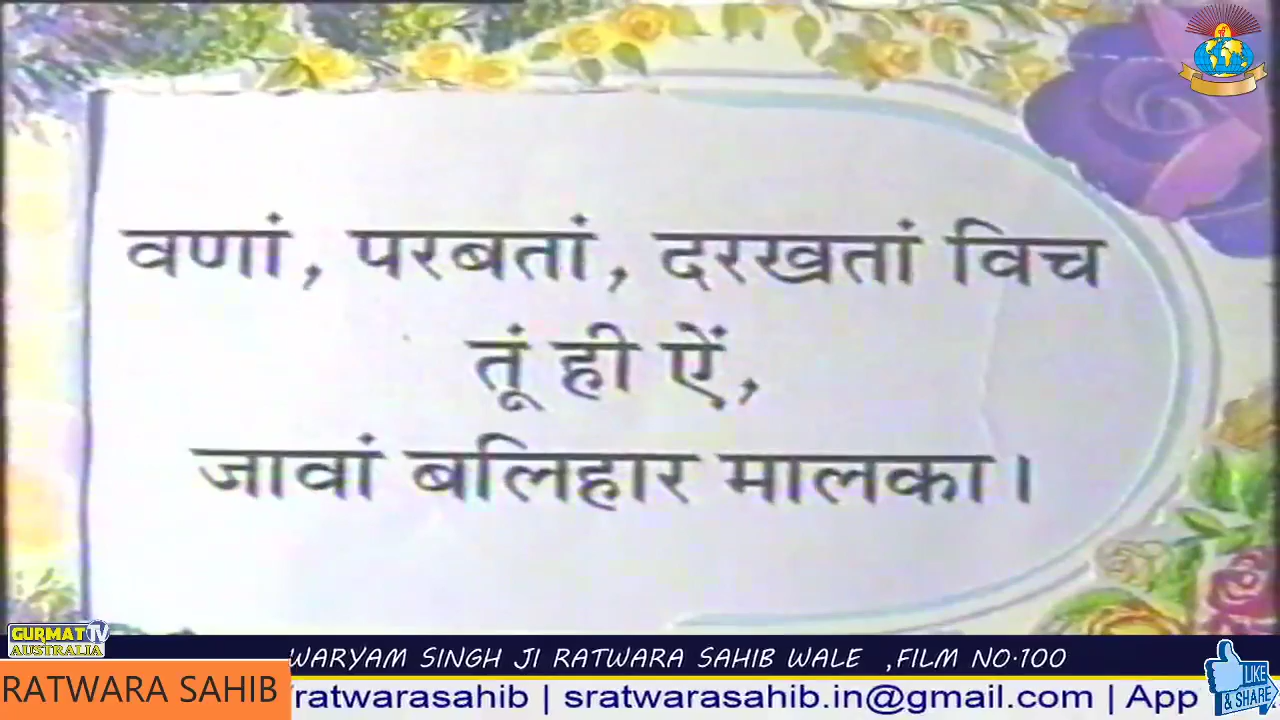 वणां, परबतां, दरखतां विच
तूं ही ऐं,
जावां बलिहार मालका।
GURMAT TV
AUSTRALIA
WARYAM SINGH JI RATWARA SAHIB WALE ,FILM NO·100
RATWARA SAHIB
/ratwarasahib | sratwarasahib.in@gmail.com | App
LIKE
& SHARE